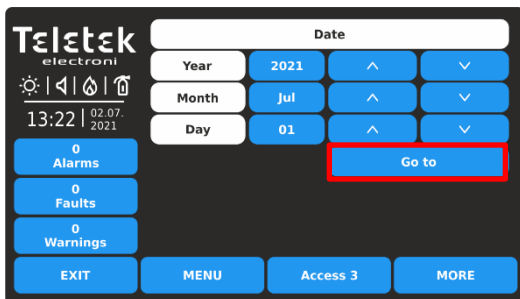 Teletek
electroni
13:22 | 02.07.
2021
0
Alarms
0
Faults
0
Warnings
Date
Year 2021
Month Jul
Day 01
Go to
EXIT MENU Access 3 MORE